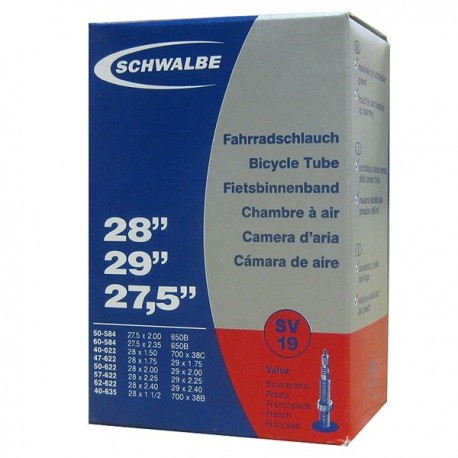 SCHWALBE
Fahrradschlauch
Bicycle Tube
Fietsbinnenband
Chambre à air
Camera d'aria
Cámara de aire
28"
29"
27,5"
SV
19
50-584 27.5 x 2.00 650B
60-584 27.5 x 2.35 650B
40-622 28 x 1.50 700 x 38C
47-622 28 x 1.75 29 x 1.75
50-622 28 x 2.00 29 x 2.00
57-622 28 x 2.25 29 x 2.25
62-622 28 x 2.40 29 x 2.40
40-635 28 x 1 1/2 700 x 38B
Valve
Sclaverand
Presta
Französisch
French
Francese